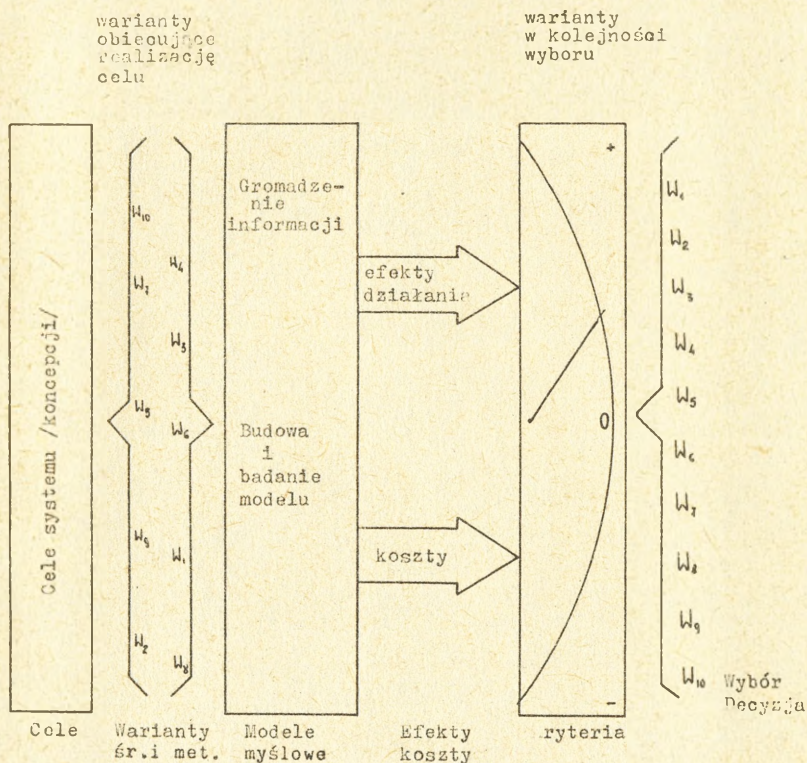 warianty
obiecujące
realizację
celu
warianty
w kolejności
wyboru
Cele systemu /koncepcji/
W₁₀
W₄
W₇
W₃
W₅
W₆
W₉
W₁
W₂
W₈
Gromadze-
nie
informacji
Budowa
i
badanie
modelu
efekty
działania
koszty
+
0
-
W₁
W₂
W₃
W₄
W₅
W₆
W₇
W₈
W₉
W₁₀ Wybór
Decyzja
Cele
Warianty
śr.i met.
Modele
myślowe
Efekty
koszty
ryteria